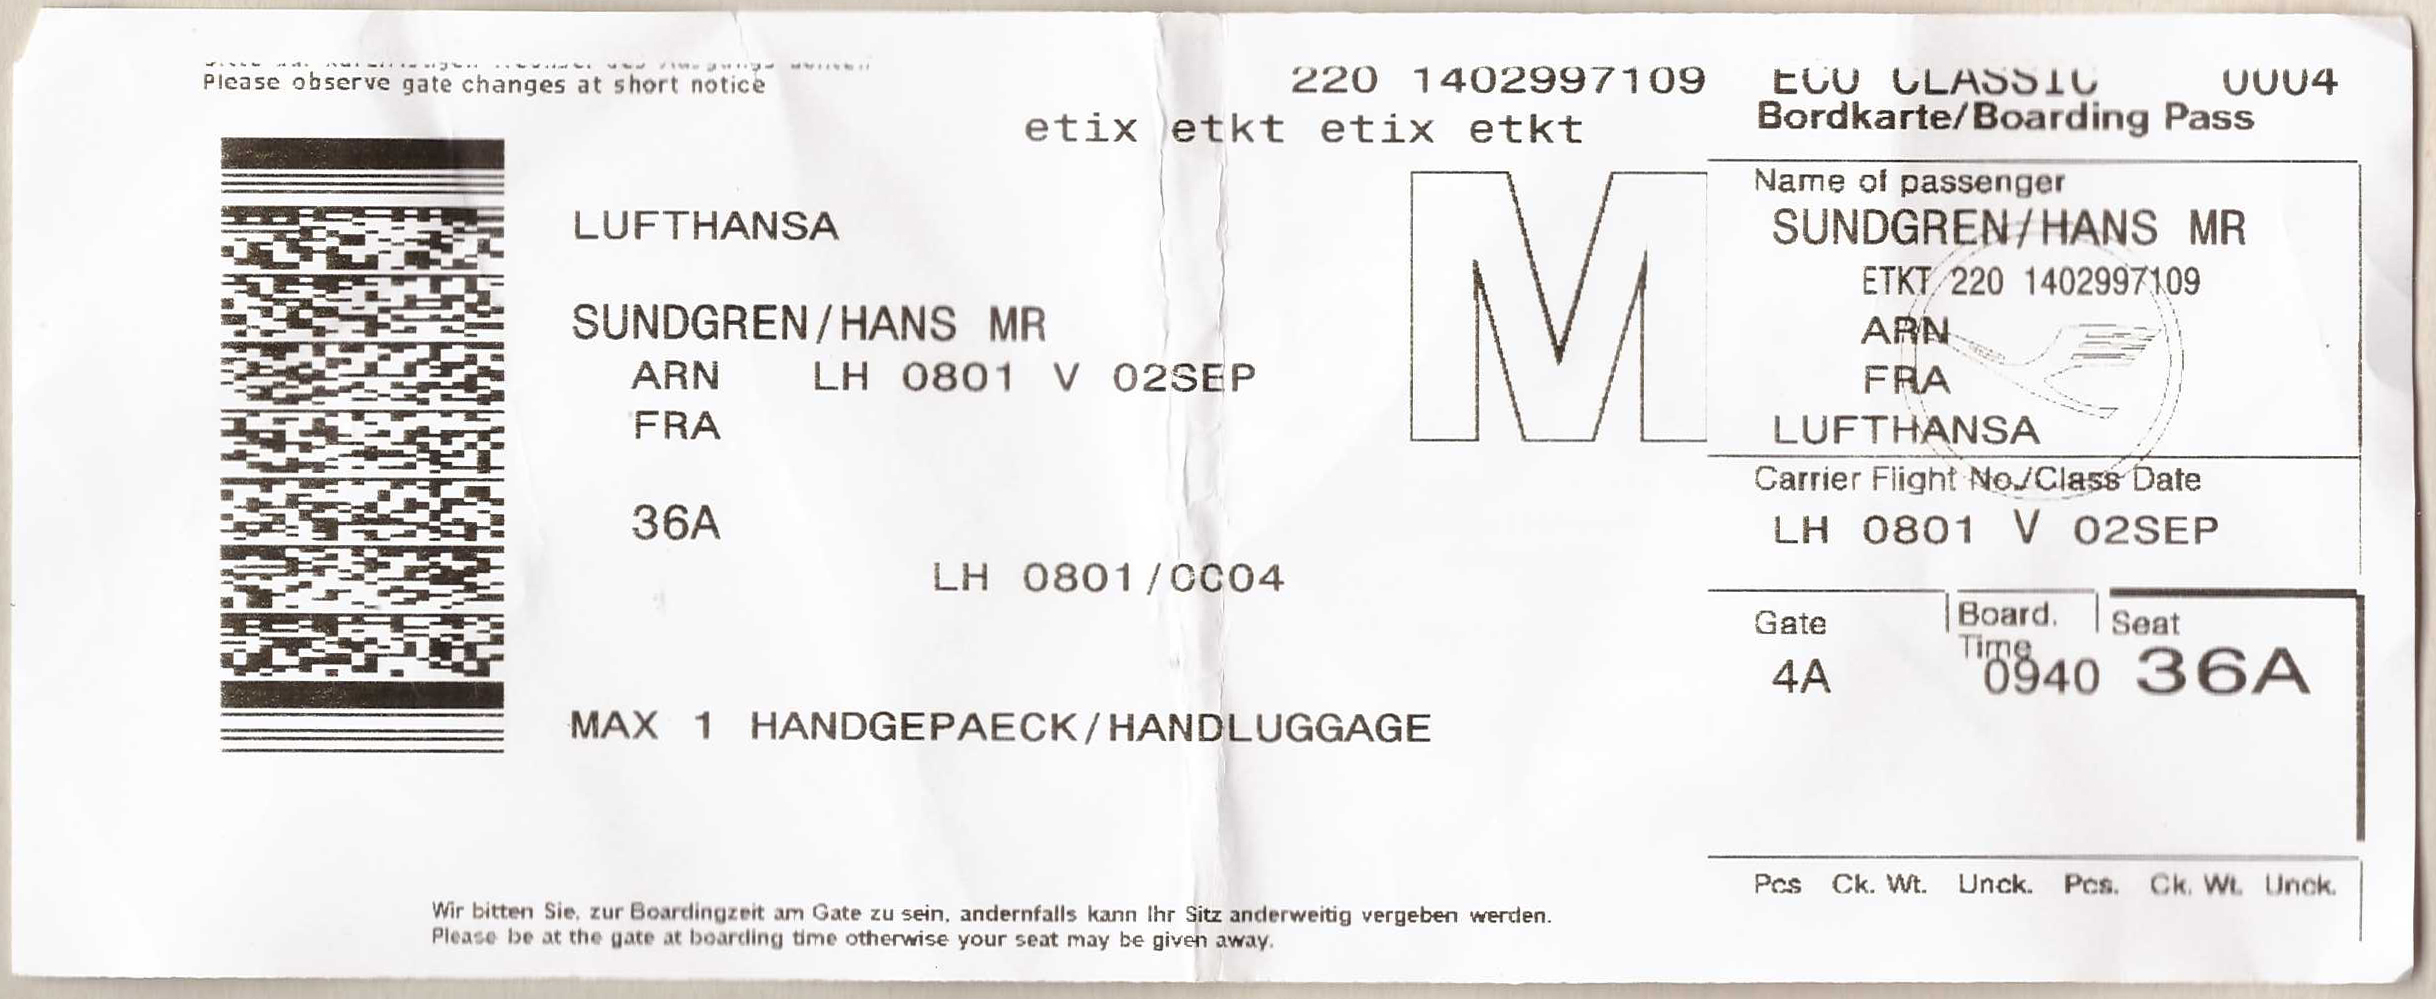 Please observe gate changes at short notice
220 1402997109
etix etkt etix etkt
LUFTHANSA
SUNDGREN/HANS MR
ARN LH 0801 V 02SEP
FRA
36A
LH 0801/0004
MAX 1 HANDGEPAECK/HANDLUGGAGE
M
Wir bitten Sie, zur Boardingzeit am Gate zu sein, andernfalls kann Ihr Sitz anderweitig vergeben werden.
Please be at the gate at boarding time otherwise your seat may be given away.
ECO CLASSIC 0004
Bordkarte/Boarding Pass
Name of passenger
SUNDGREN/HANS MR
ETKT 220 1402997109
ARN
FRA
LUFTHANSA
Carrier Flight No./Class Date
LH 0801 V 02SEP
Gate Board. Time Seat
4A 0940 36A
Pcs Ck. Wt. Unck. Pcs. Ck. Wt. Unck.